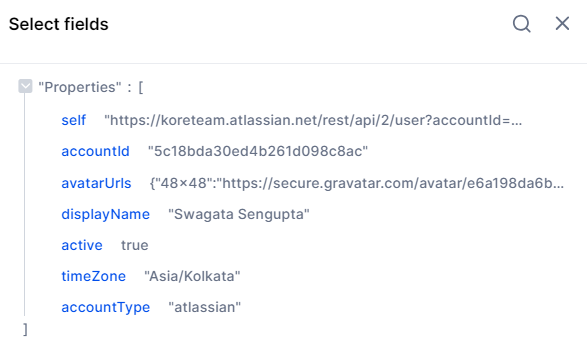 Select fields
"Properties" : [
self "https://koreteam.atlassian.net/rest/api/2/user?accountId=...
accountId "5c18bda30ed4b261d098c8ac"
avatarUrls {"48×48":"https://secure.gravatar.com/avatar/e6a198da6b...
displayName "Swagata Sengupta"
active true
timeZone "Asia/Kolkata"
accountType "atlassian"
]